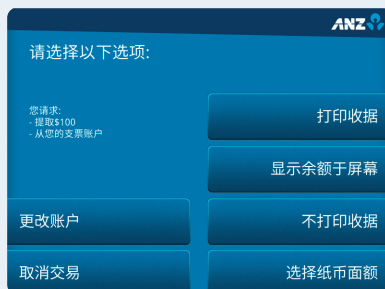 ANZ
请选择以下选项:
您请求:
- 提取$100
- 从您的支票账户
打印收据
显示余额于屏幕
更改账户
不打印收据
取消交易
选择纸币面额